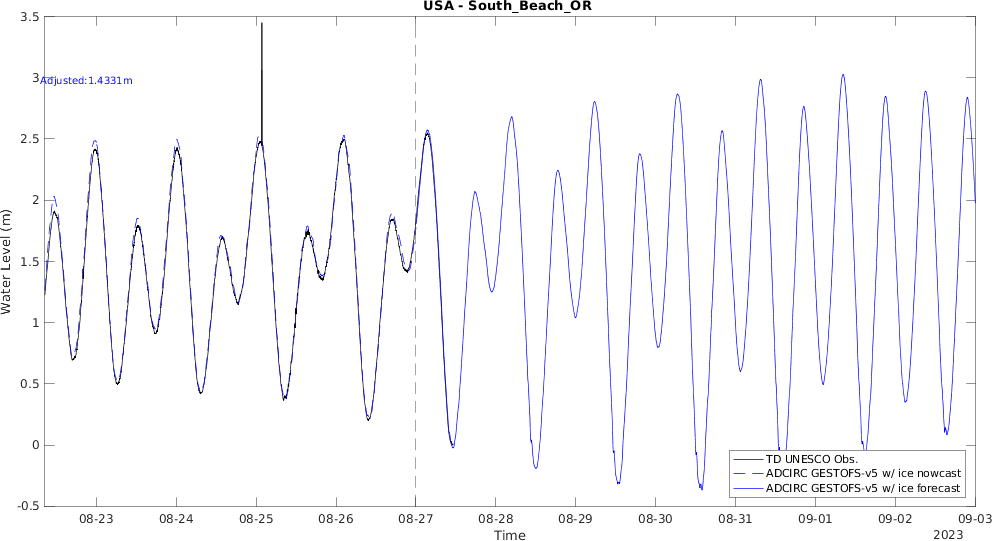 USA - South_Beach_OR
3.5
3
2.5
2
1.5
1
0.5
0
-0.5
Adjusted:1.4331m
Water Level (m)
TD UNESCO Obs.
ADCIRC GESTOFS-v5 w/ ice nowcast
ADCIRC GESTOFS-v5 w/ ice forecast
08-23 08-24 08-25 08-26 08-27 08-28 08-29 08-30 08-31 09-01 09-02 09-03
Time
2023